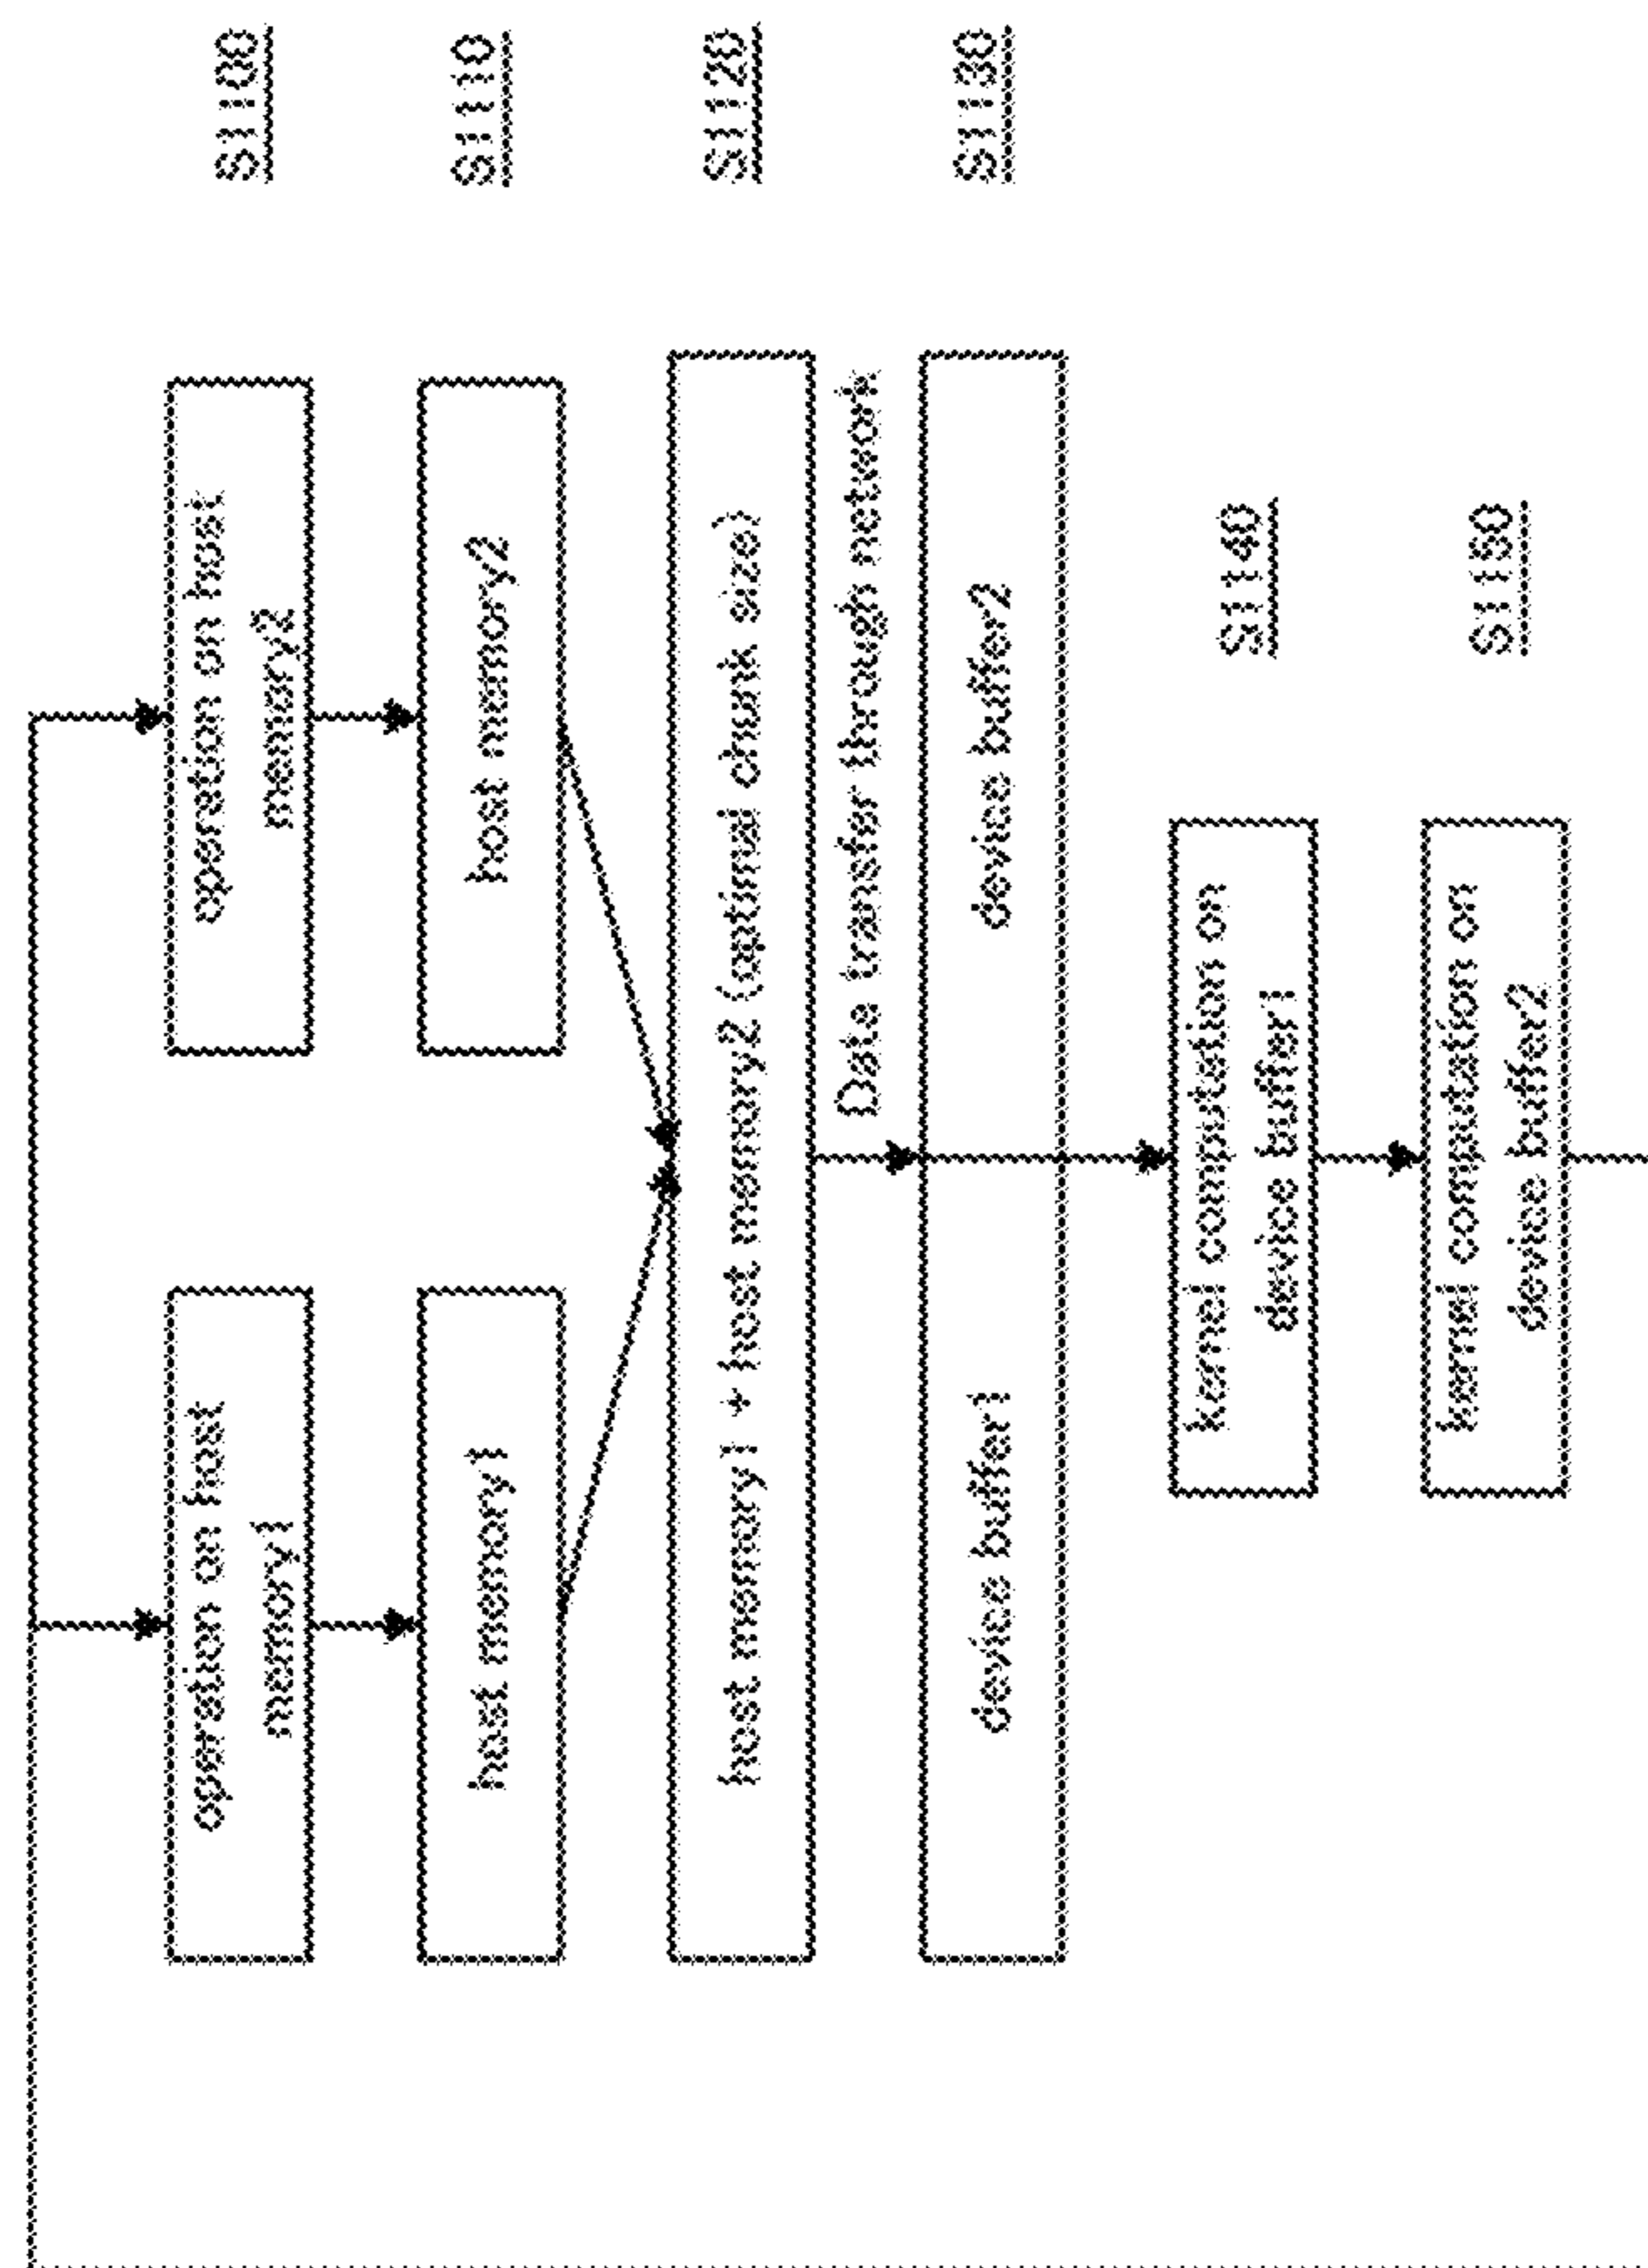 operation on host
memory1
operation on host
memory2
S1100
host memory1
host memory2
S1110
host memory1 + host memory2 (optimal chunk size)
S1120
Data transfer through network
device buffer1
device buffer2
S1130
kernel computation on
device buffer1
S1140
kernel computation on
device buffer2
S1150